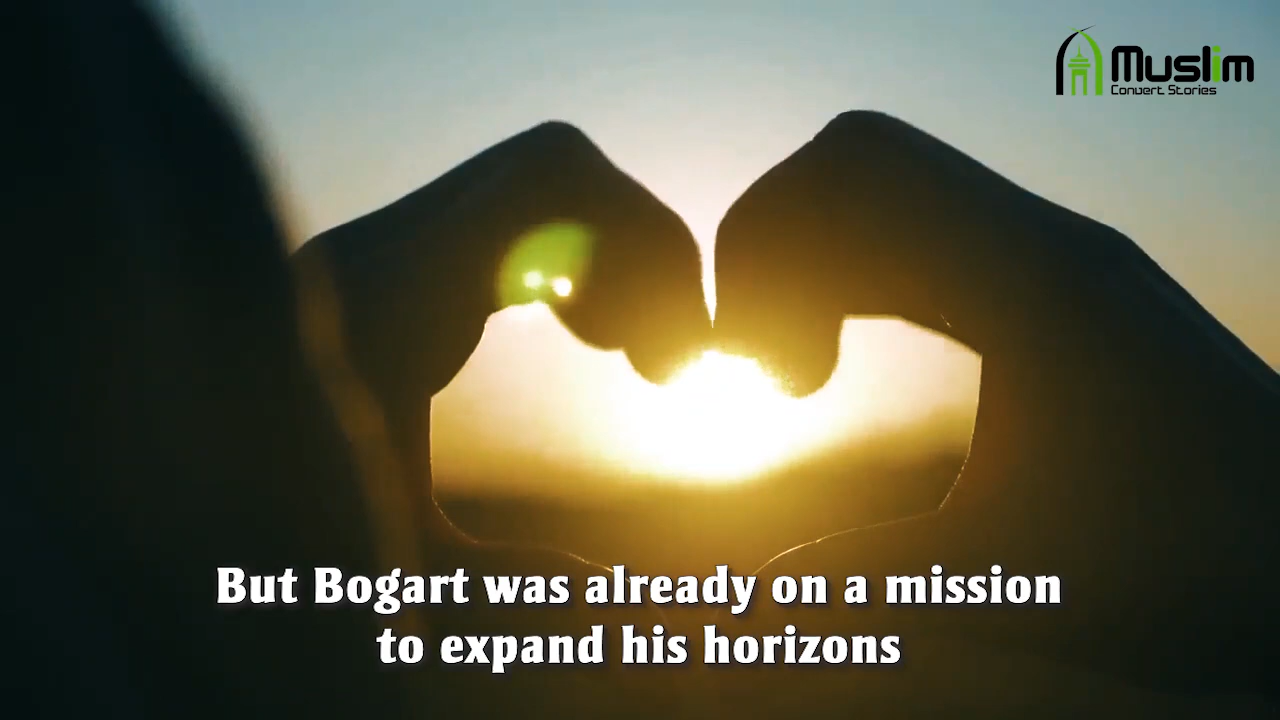 Muslim
Convert Stories
But Bogart was already on a mission
to expand his horizons